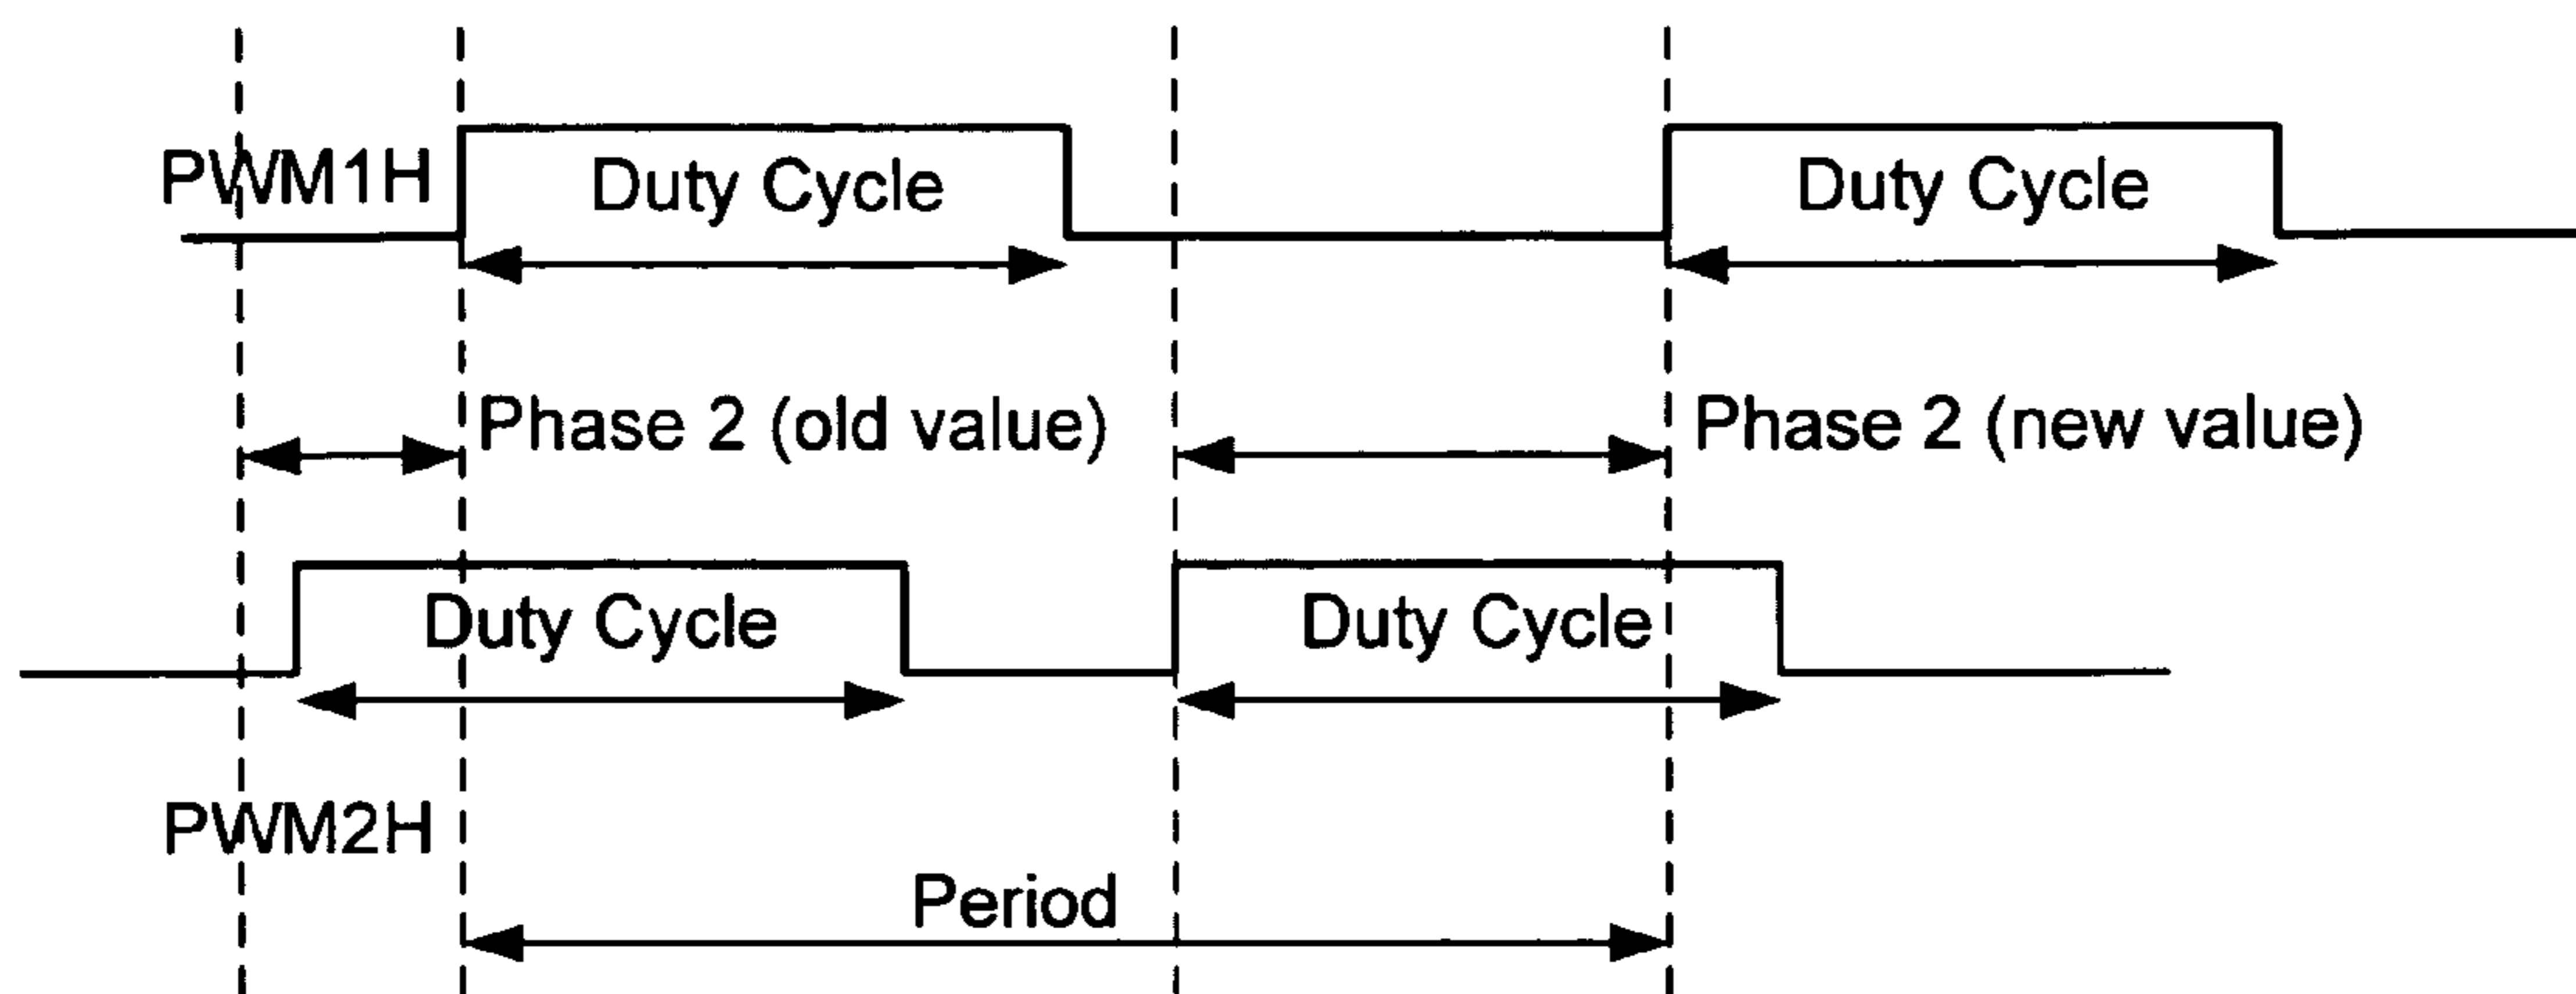 PWM1H
Duty Cycle
Duty Cycle
Phase 2 (old value)
Phase 2 (new value)
Duty Cycle
Duty Cycle
PWM2H
Period